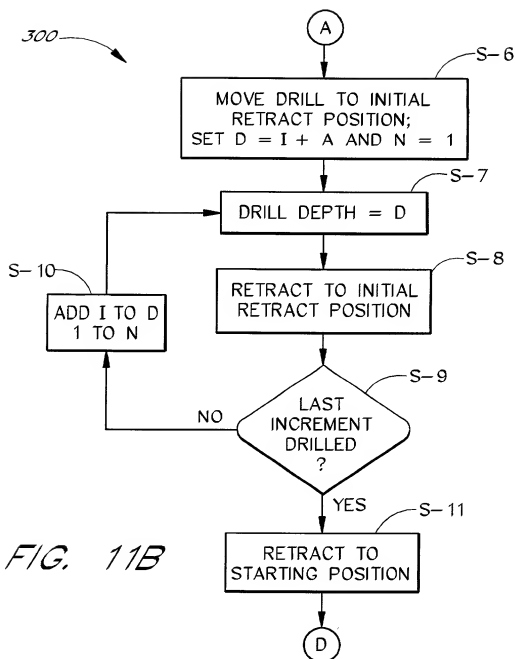 300
A
S-6
MOVE DRILL TO INITIAL
RETRACT POSITION;
SET D = I + A AND N = 1
S-7
DRILL DEPTH = D
S-8
RETRACT TO INITIAL
RETRACT POSITION
S-10
ADD I TO D
1 TO N
S-9
LAST
INCREMENT
DRILLED
?
NO
YES
S-11
RETRACT TO
STARTING POSITION
FIG. 11B
D